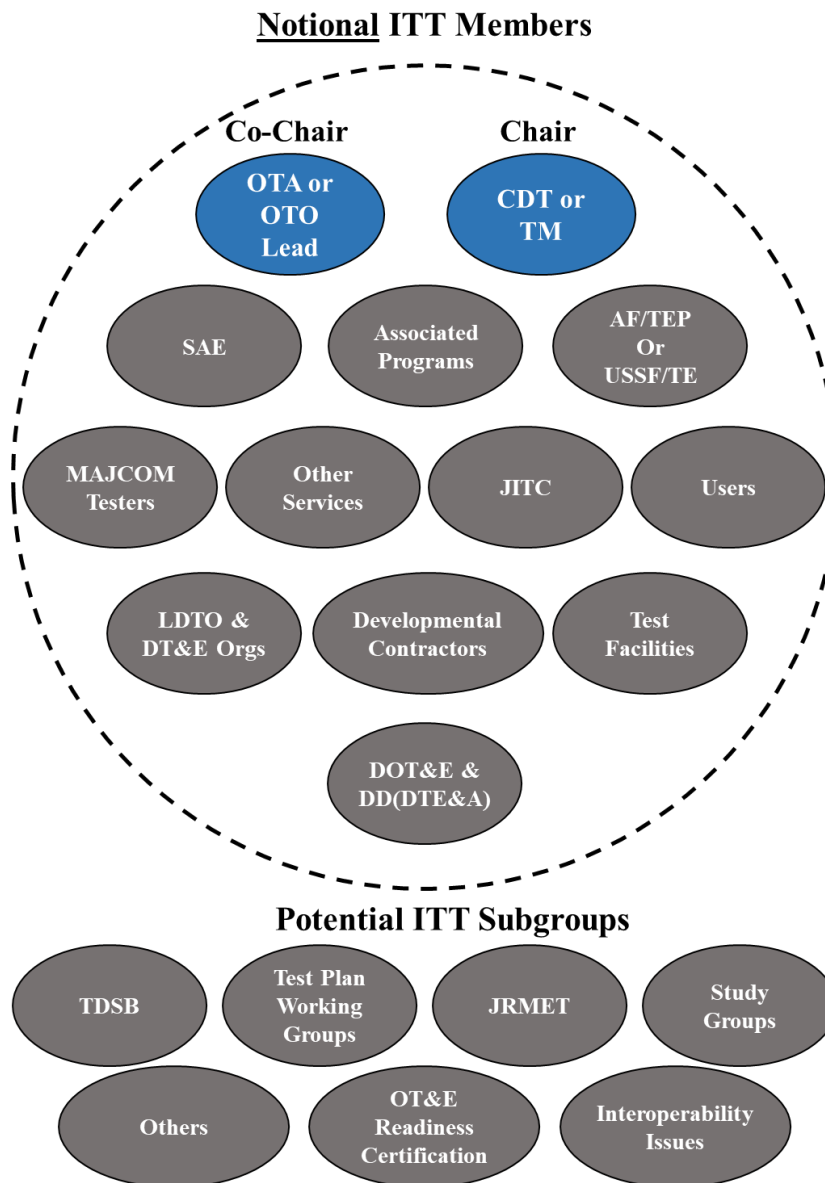 Notional ITT Members
Co-Chair
Chair
OTA or
OTO
Lead
CDT or
TM
SAE
Associated
Programs
AF/TEP
Or
USSF/TE
MAJCOM
Testers
Other
Services
JITC
Users
LDTO &
DT&E Orgs
Developmental
Contractors
Test
Facilities
DOT&E &
DD(DTE&A)
Potential ITT Subgroups
TDSB
Test Plan
Working
Groups
JRMET
Study
Groups
Others
OT&E
Readiness
Certification
Interoperability
Issues